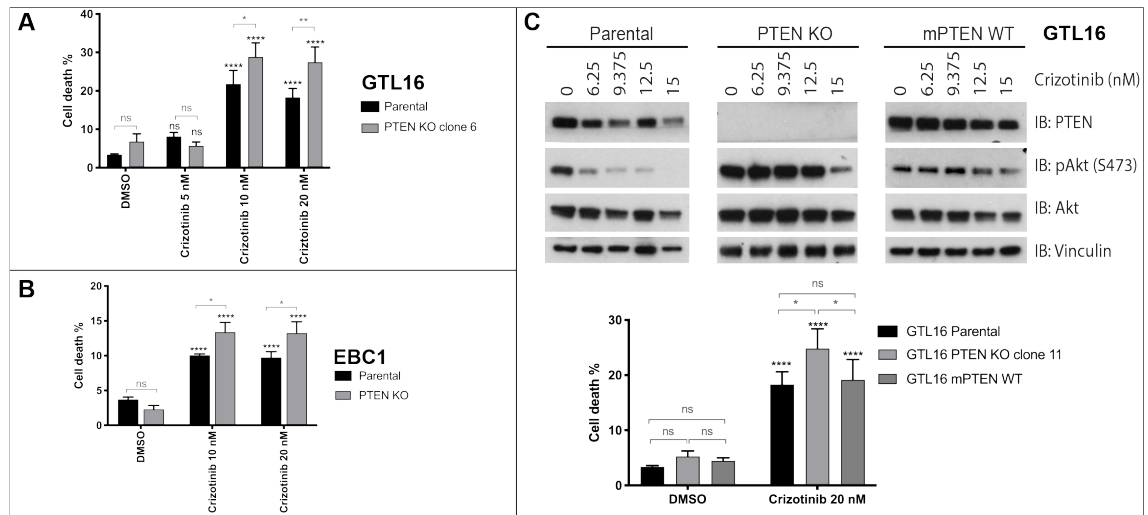 A
Cell death %
50
40
30
20
10
0
ns
ns
ns
ns
*
****
****
**
****
****
DMSO
Crizotinib 5 nM
Crizotinib 10 nM
Crizotinib 20 nM
GTL16
Parental
PTEN KO clone 6
B
Cell death %
20
15
10
5
0
ns
*
****
****
*
****
****
DMSO
Crizotinib 10 nM
Crizotinib 20 nM
EBC1
Parental
PTEN KO
C
Parental
PTEN KO
mPTEN WT
GTL16
0 6.25 9.375 12.5 15
0 6.25 9.375 12.5 15
0 6.25 9.375 12.5 15
Crizotinib (nM)
IB: PTEN
IB: pAkt (S473)
IB: Akt
IB: Vinculin
Cell death %
30
20
10
0
ns
ns ns
ns
* *
****
****
****
DMSO
Crizotinib 20 nM
GTL16 Parental
GTL16 PTEN KO clone 11
GTL16 mPTEN WT